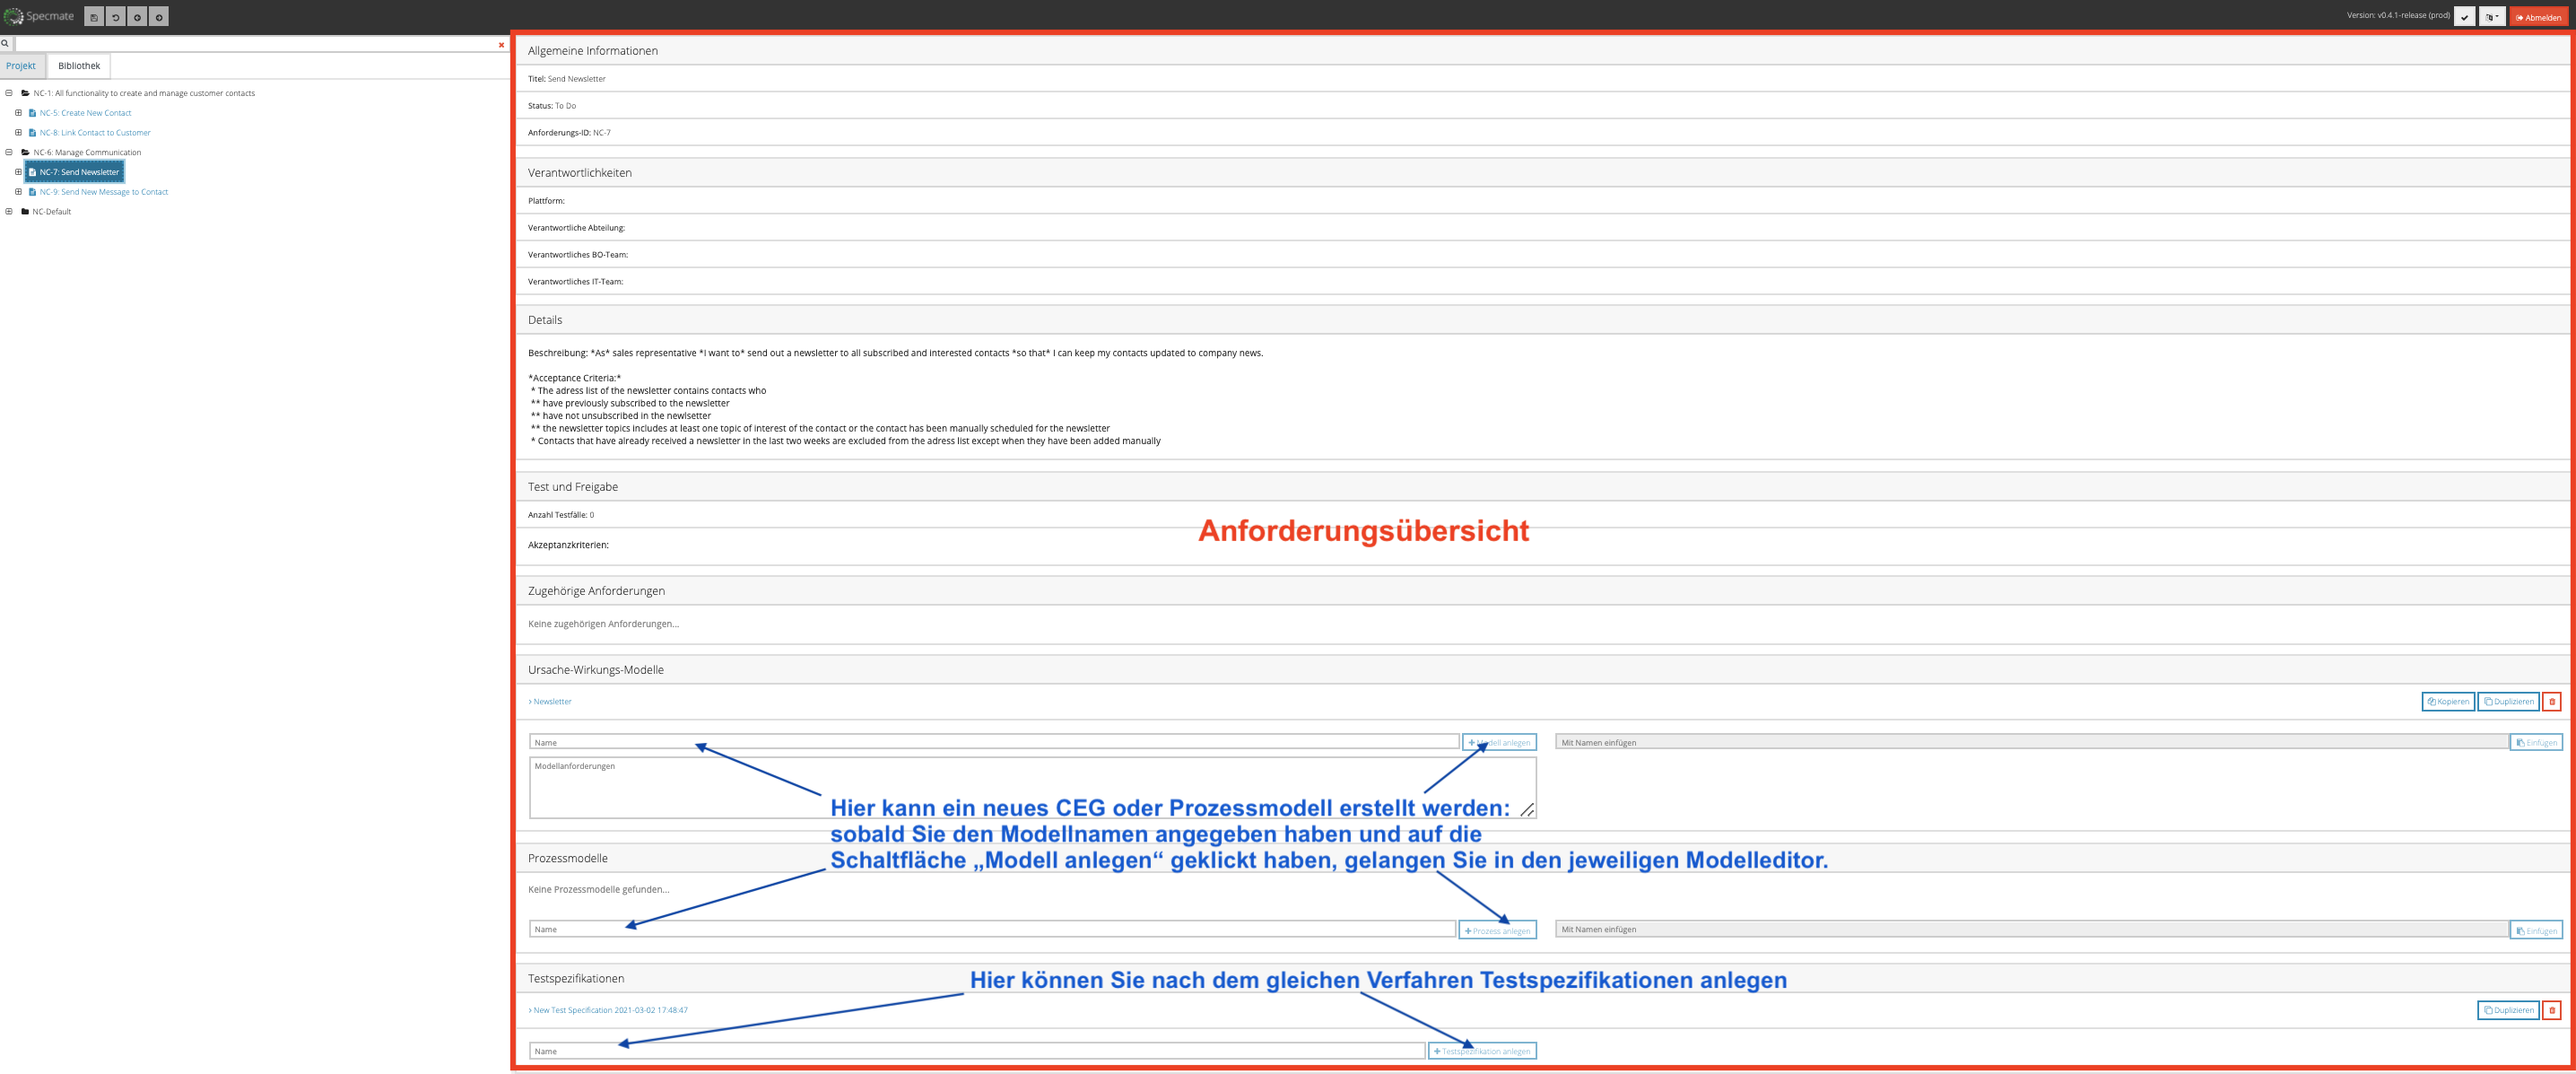 Specmate
Version: v0.4.1-release (prod)
Abmelden
Projekt
Bibliothek
NC-1: All functionality to create and manage customer contacts
NC-5: Create New Contact
NC-8: Link Contact to Customer
NC-6: Manage Communication
NC-7: Send Newsletter
NC-9: Send New Message to Contact
NC-Default
Allgemeine Informationen
Titel: Send Newsletter
Status: To Do
Anforderungs-ID: NC-7
Verantwortlichkeiten
Plattform:
Verantwortliche Abteilung:
Verantwortliches BO-Team:
Verantwortliches IT-Team:
Details
Beschreibung: *As* sales representative *I want to* send out a newsletter to all subscribed and interested contacts *so that* I can keep my contacts updated to company news.
*Acceptance Criteria:*
* The adress list of the newsletter contains contacts who
** have previously subscribed to the newsletter
** have not unsubscribed in the newlsetter
** the newsletter topics includes at least one topic of interest of the contact or the contact has been manually scheduled for the newsletter
* Contacts that have already received a newsletter in the last two weeks are excluded from the adress list except when they have been added manually
Test und Freigabe
Anzahl Testfälle: 0
Anforderungsübersicht
Akzeptanzkriterien:
Zugehörige Anforderungen
Keine zugehörigen Anforderungen...
Ursache-Wirkungs-Modelle
> Newsletter
Kopieren
Duplizieren
Name
+ Modell anlegen
Mit Namen einfügen
Einfügen
Modellanforderungen
Hier kann ein neues CEG oder Prozessmodell erstellt werden:
sobald Sie den Modellnamen angegeben haben und auf die
Schaltfläche „Modell anlegen“ geklickt haben, gelangen Sie in den jeweiligen Modelleditor.
Prozessmodelle
Keine Prozessmodelle gefunden...
Name
+ Prozess anlegen
Mit Namen einfügen
Einfügen
Testspezifikationen
Hier können Sie nach dem gleichen Verfahren Testspezifikationen anlegen
> New Test Specification 2021-03-02 17:48:47
Duplizieren
Name
+ Testspezifikation anlegen